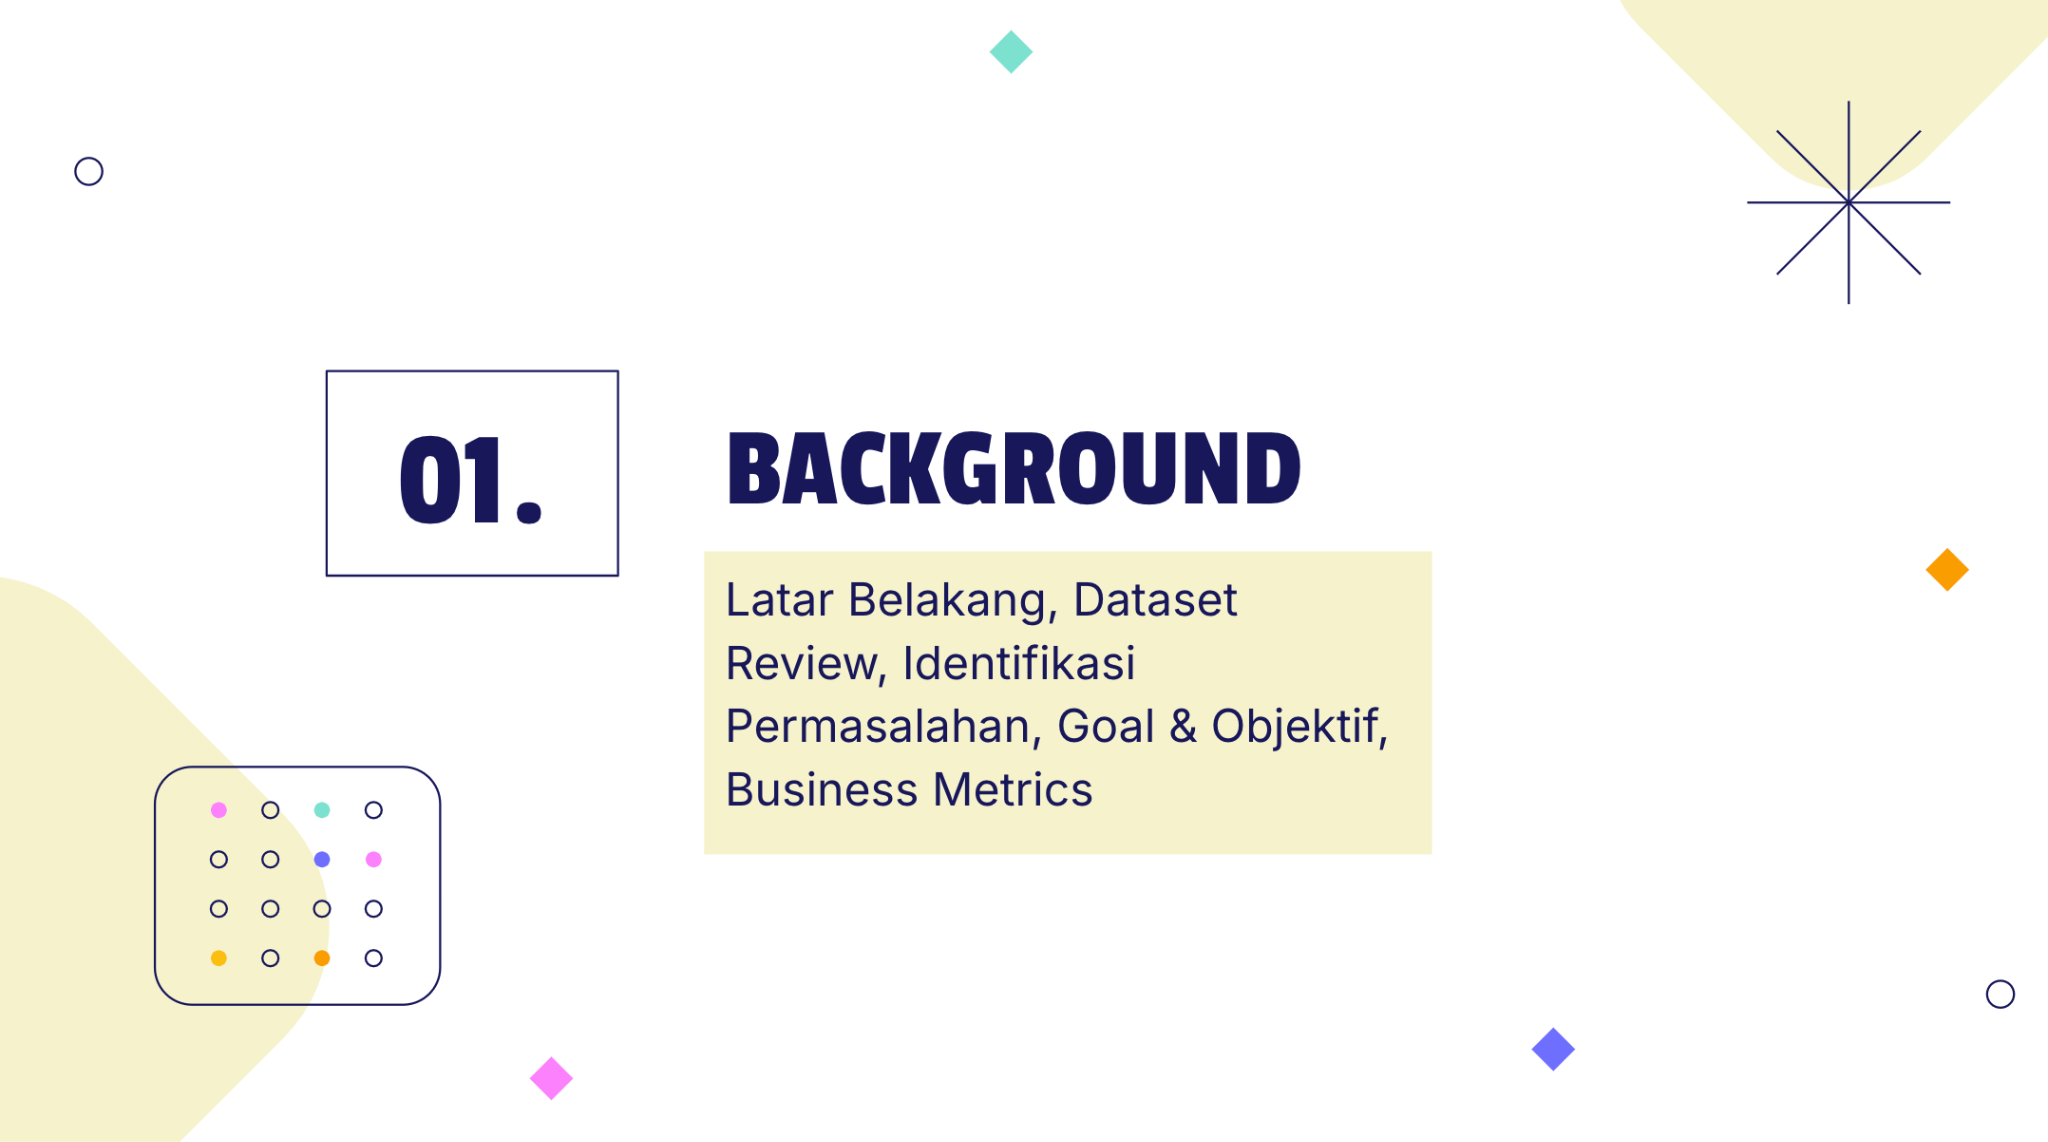 01.
BACKGROUND
Latar Belakang, Dataset
Review, Identifikasi
Permasalahan, Goal & Objektif,
Business Metrics